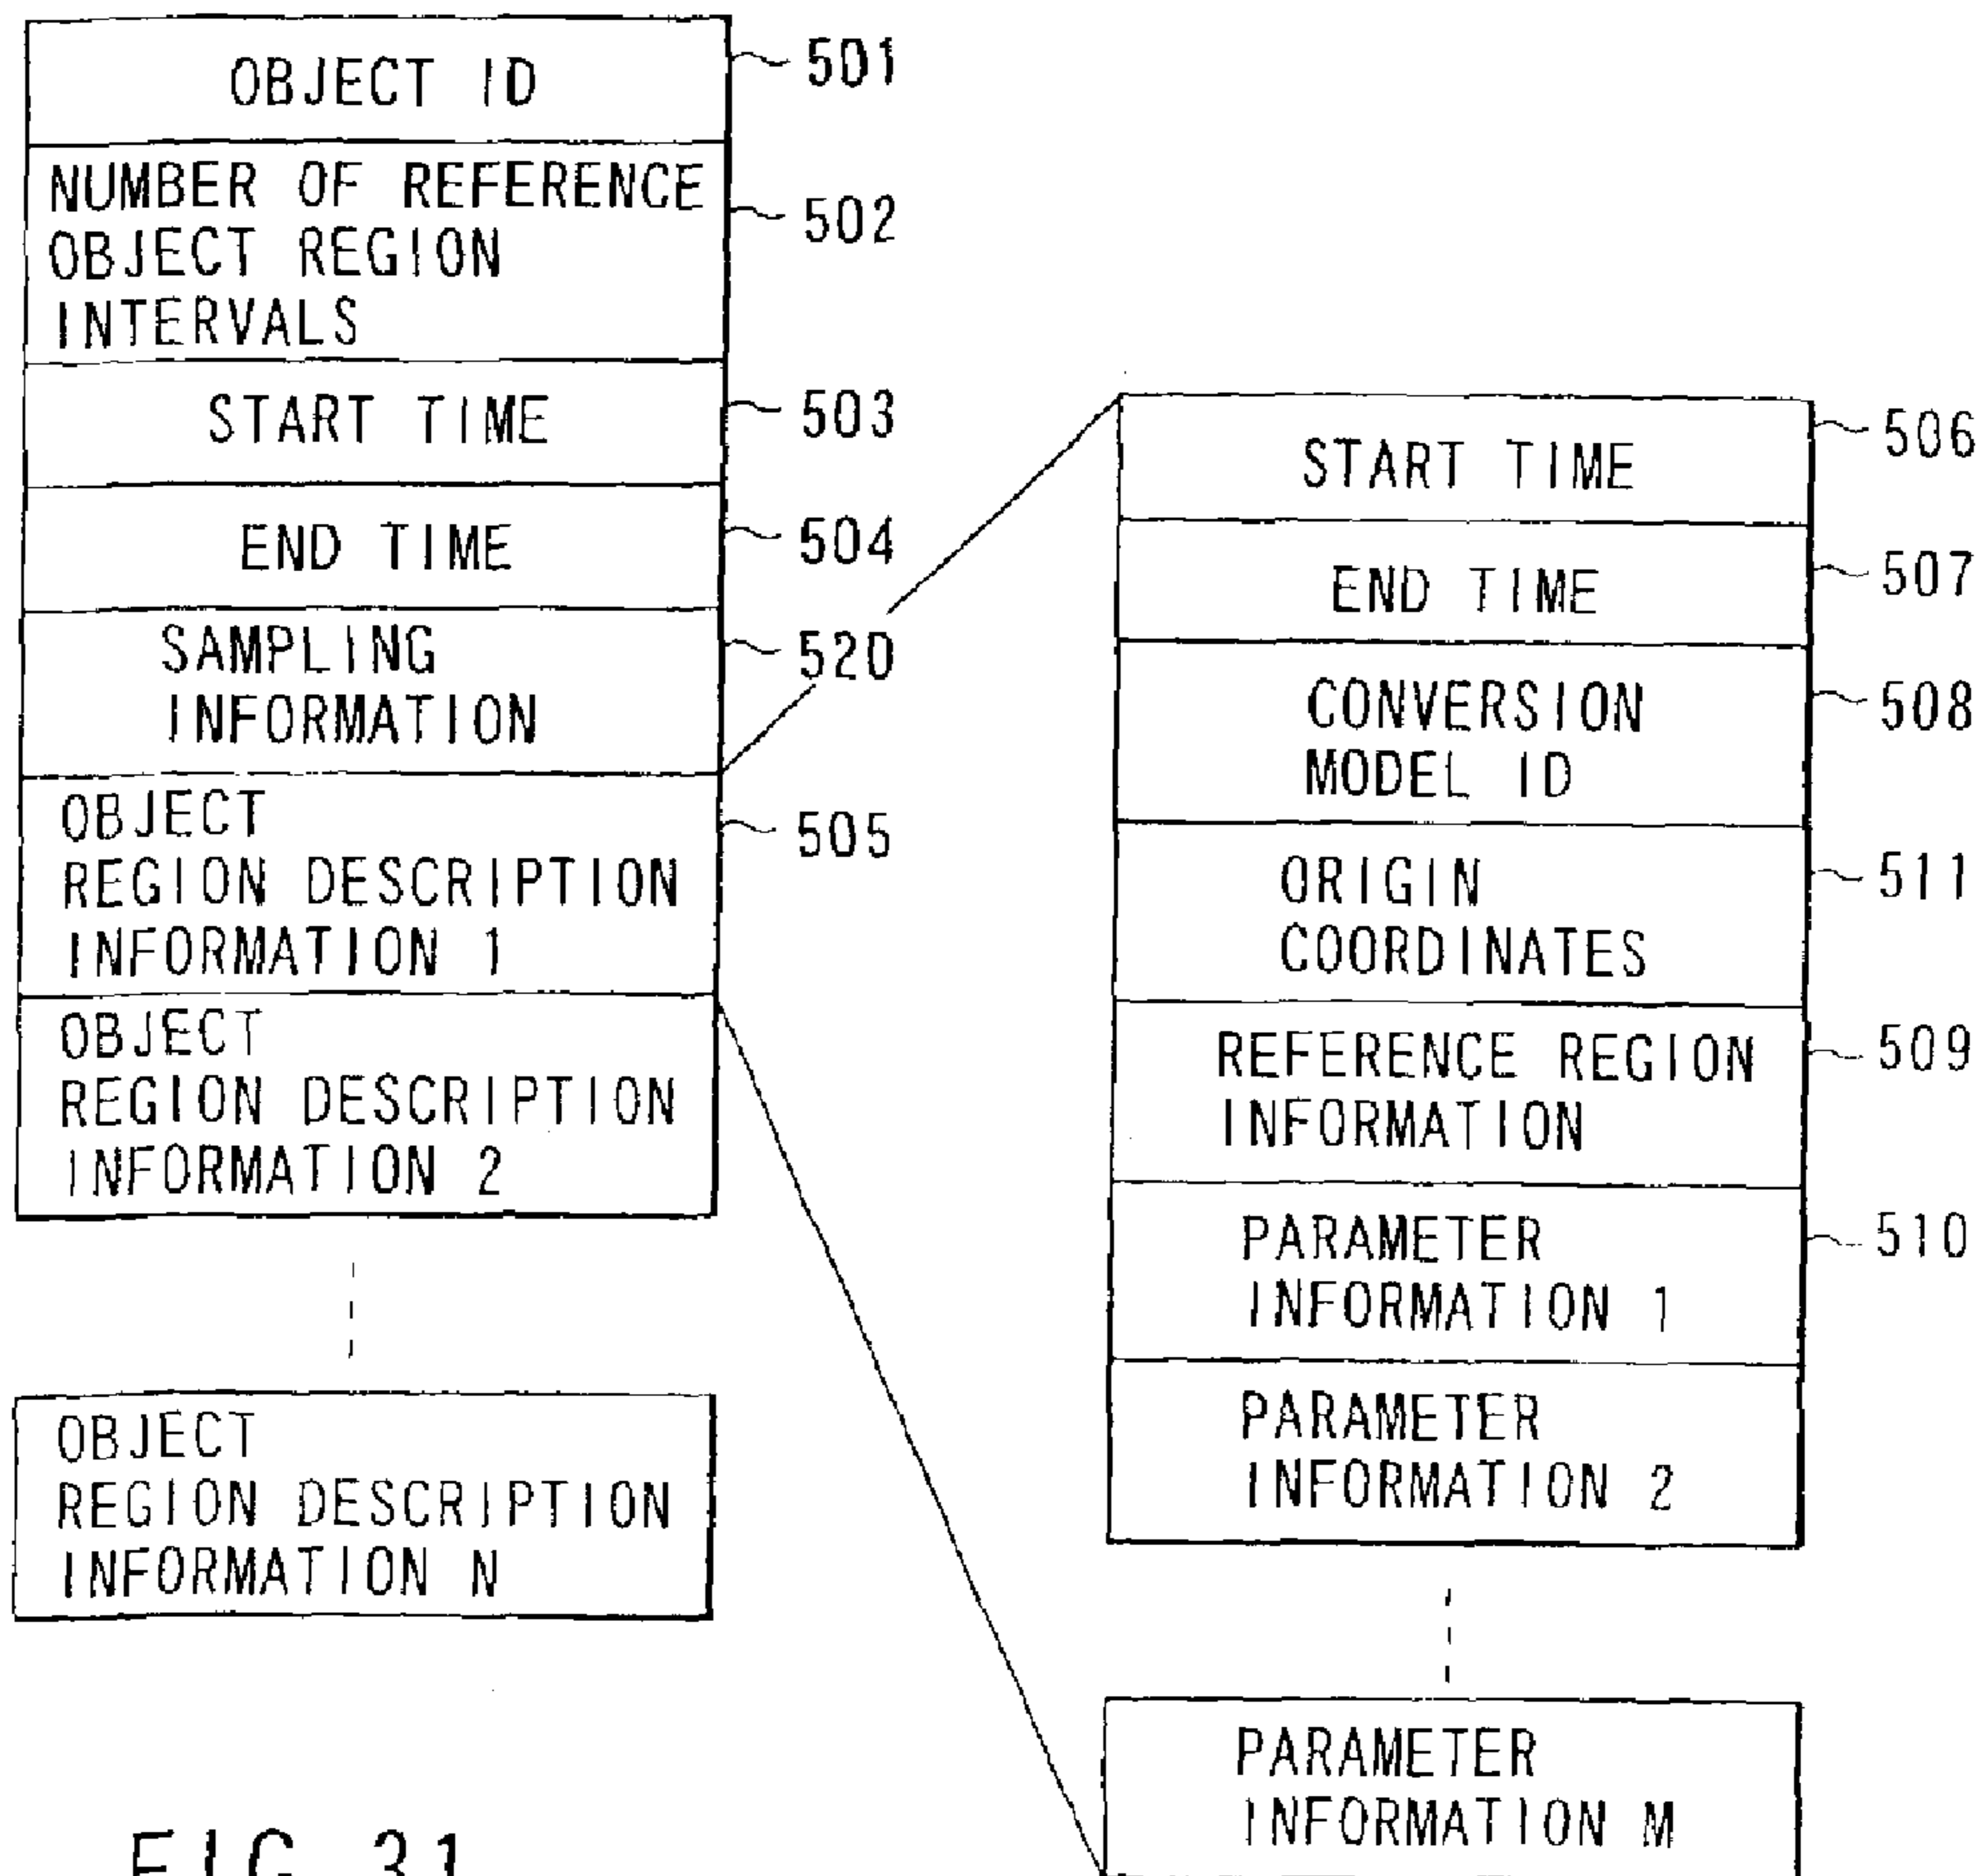 OBJECT ID
501
NUMBER OF REFERENCE
OBJECT REGION
INTERVALS
502
START TIME
503
END TIME
504
SAMPLING
INFORMATION
520
OBJECT
REGION DESCRIPTION
INFORMATION 1
505
OBJECT
REGION DESCRIPTION
INFORMATION 2
OBJECT
REGION DESCRIPTION
INFORMATION N
START TIME
506
END TIME
507
CONVERSION
MODEL ID
508
ORIGIN
COORDINATES
511
REFERENCE REGION
INFORMATION
509
PARAMETER
INFORMATION 1
510
PARAMETER
INFORMATION 2
PARAMETER
INFORMATION M
FIG. 31